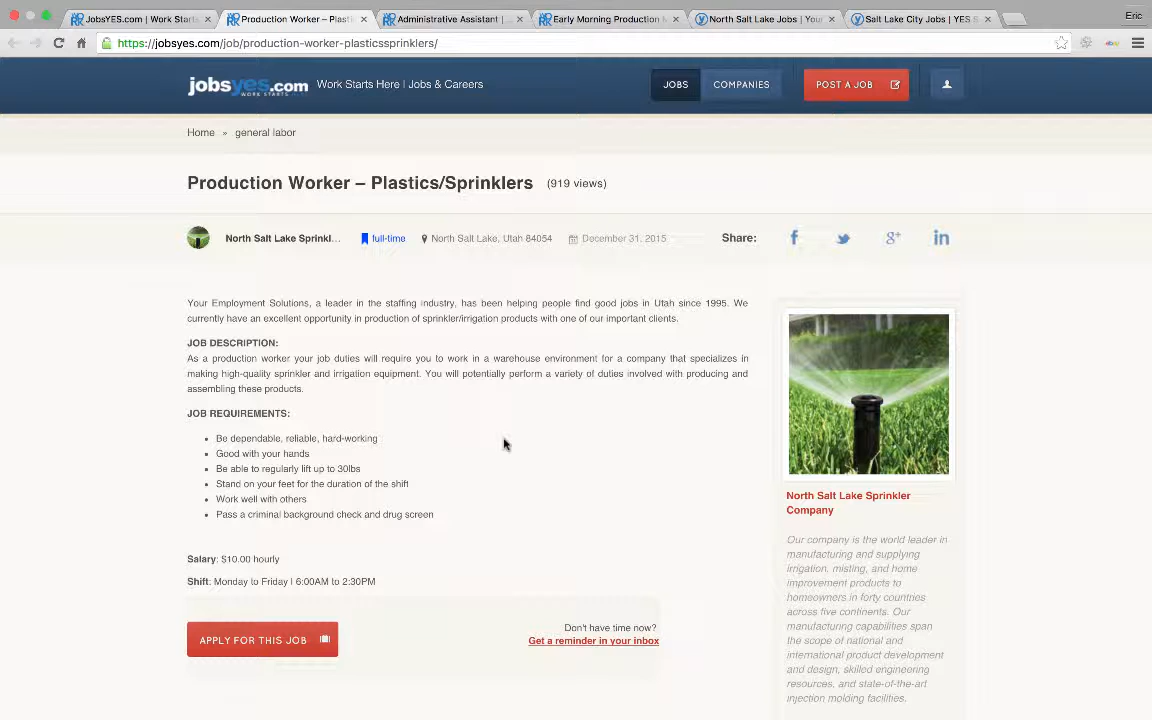 JobsYES.com | Work Starts
Production Worker – Plasti
Administrative Assistant | 
Early Morning Production M
North Salt Lake Jobs | You
Salt Lake City Jobs | YES S
Eric
https://jobsyes.com/job/production-worker-plasticssprinklers/
jobsyes.com
WORK STARTS
Work Starts Here | Jobs & Careers
JOBS
COMPANIES
POST A JOB
Home » general labor
Production Worker – Plastics/Sprinklers (919 views)
North Salt Lake Sprinkl...
full-time
North Salt Lake, Utah 84054
December 31, 2015
Share:
Your Employment Solutions, a leader in the staffing industry, has been helping people find good jobs in Utah since 1995. We
currently have an excellent opportunity in production of sprinkler/irrigation products with one of our important clients.
JOB DESCRIPTION:
As a production worker your job duties will require you to work in a warehouse environment for a company that specializes in
making high-quality sprinkler and irrigation equipment. You will potentially perform a variety of duties involved with producing and
assembling these products.
JOB REQUIREMENTS:
Be dependable, reliable, hard-working
Good with your hands
Be able to regularly lift up to 30lbs
Stand on your feet for the duration of the shift
Work well with others
Pass a criminal background check and drug screen
Salary: $10.00 hourly
Shift: Monday to Friday | 6:00AM to 2:30PM
APPLY FOR THIS JOB
Don't have time now?
Get a reminder in your inbox
North Salt Lake Sprinkler
Company
Our company is the world leader in
manufacturing and supplying
irrigation, misting, and home
improvement products to
homeowners in forty countries
across five continents. Our
manufacturing capabilities span
the scope of national and
international product development
and design, skilled engineering
resources, and state-of-the-art
injection molding facilities.